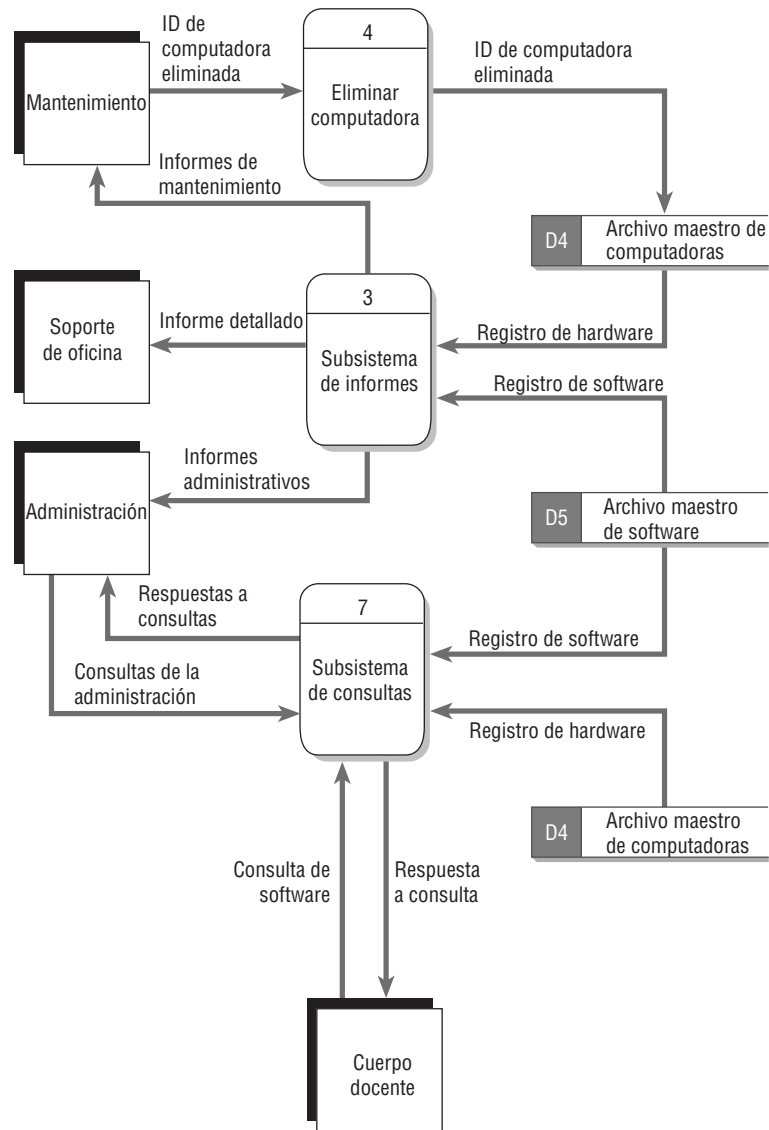 ID de
computadora
eliminada
4
ID de computadora
eliminada
Mantenimiento
Eliminar
computadora
Informes de
mantenimiento
D4
Archivo maestro de
computadoras
3
Soporte
de oficina
Informe detallado
Subsistema
de informes
Registro de hardware
Registro de software
Informes
administrativos
Administración
D5
Archivo maestro
de software
Respuestas a
consultas
7
Consultas de la
administración
Subsistema
de consultas
Registro de software
Registro de hardware
D4
Archivo maestro
de computadoras
Consulta de
software
Respuesta
a consulta
Cuerpo
docente